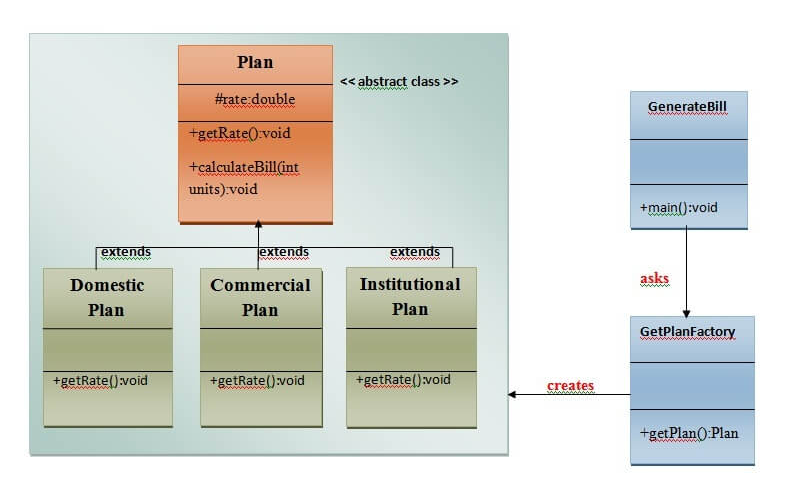 Plan
<< abstract class >>
#rate:double
+getRate():void
+calculateBill(int
units):void
extends
extends
extends
Domestic
Plan
+getRate():void
Commercial
Plan
+getRate():void
Institutional
Plan
+getRate():void
GenerateBill
+main():void
asks
GetPlanFactory
+getPlan():Plan
creates